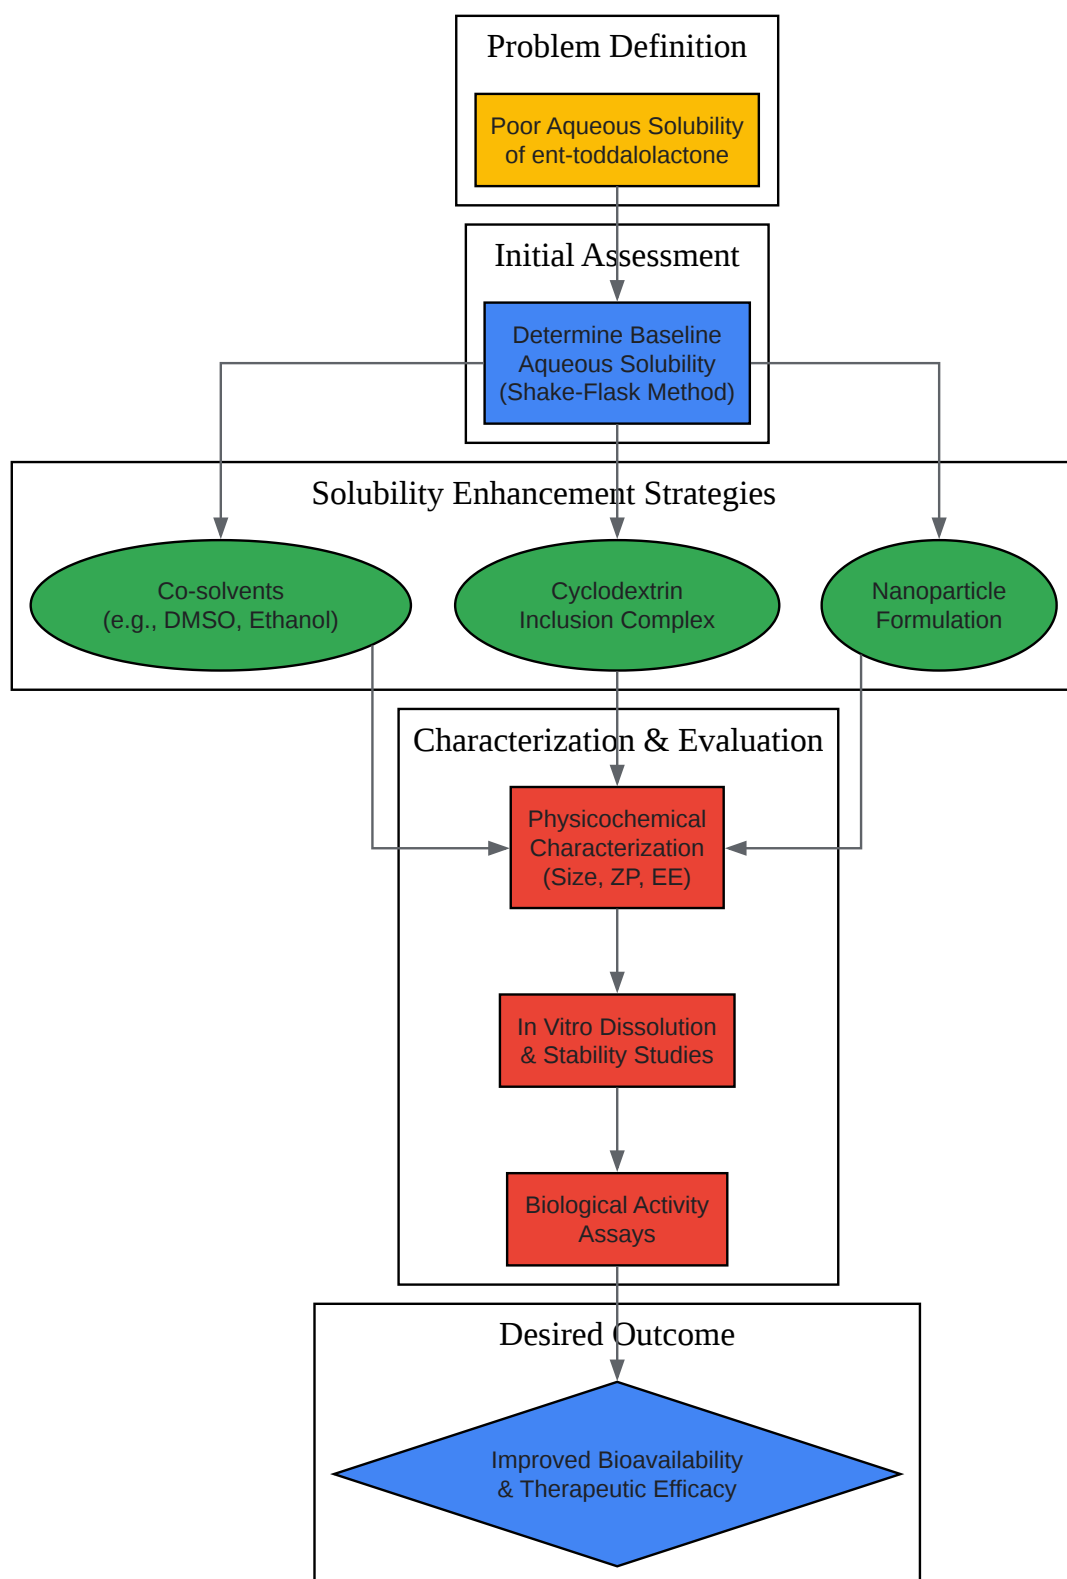 Problem Definition
Poor Aqueous Solubility
of ent-toddalolactone
Initial Assessment
Determine Baseline
Aqueous Solubility
(Shake-Flask Method)
Solubility Enhancement Strategies
Co-solvents
(e.g., DMSO, Ethanol)
Cyclodextrin
Inclusion Complex
Nanoparticle
Formulation
Characterization & Evaluation
Physicochemical
Characterization
(Size, ZP, EE)
In Vitro Dissolution
& Stability Studies
Biological Activity
Assays
Desired Outcome
Improved Bioavailability
& Therapeutic Efficacy